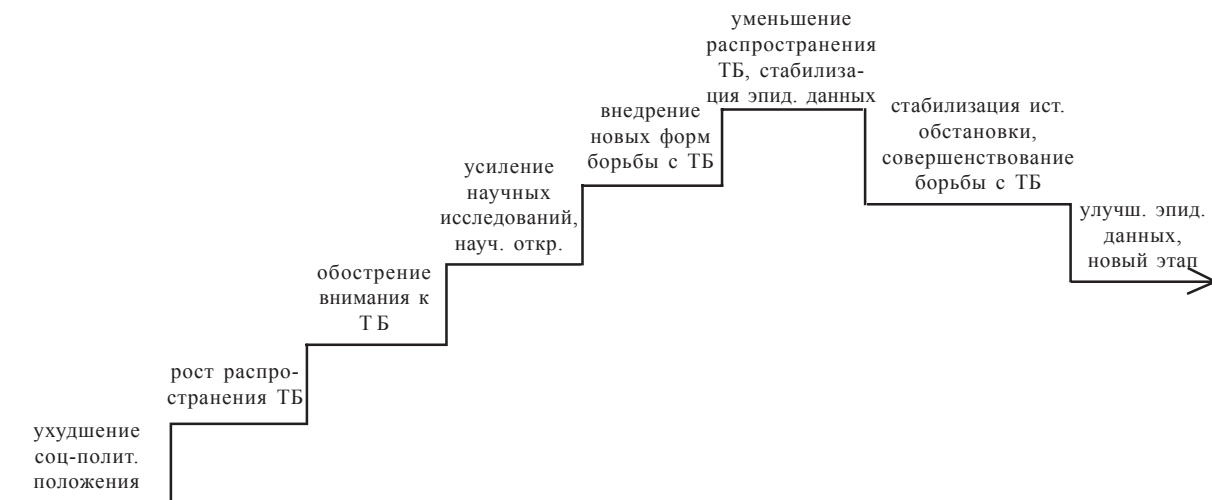 ухудшение
соц-полит.
положения
рост распро-
странения ТБ
обострение
внимания к
ТБ
усиление
научных
исследований,
науч. откр.
внедрение
новых форм
борьбы с ТБ
уменьшение
распространения
ТБ, стабилиза-
ция эпид. данных
стабилизация ист.
обстановки,
совершенствование
борьбы с ТБ
улучш. эпид.
данных,
новый этап